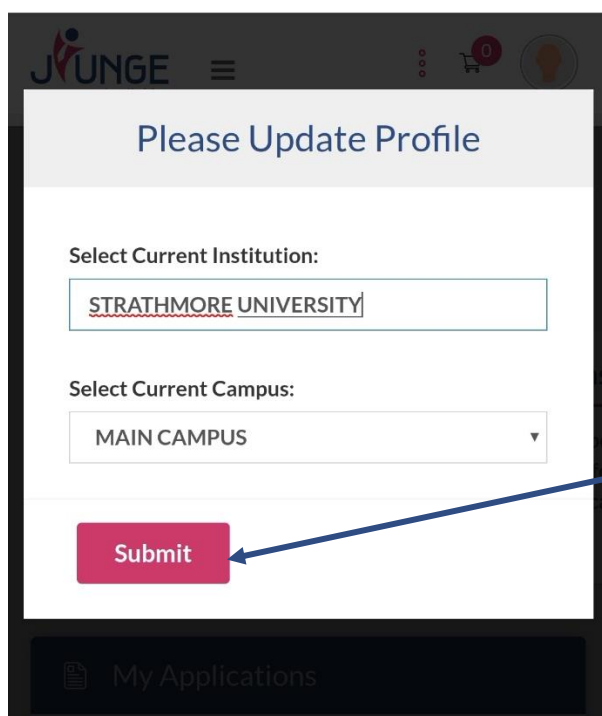 JIUNGE
0
Please Update Profile
Select Current Institution:
STRATHMORE UNIVERSITY
Select Current Campus:
MAIN CAMPUS
Submit
My Applications